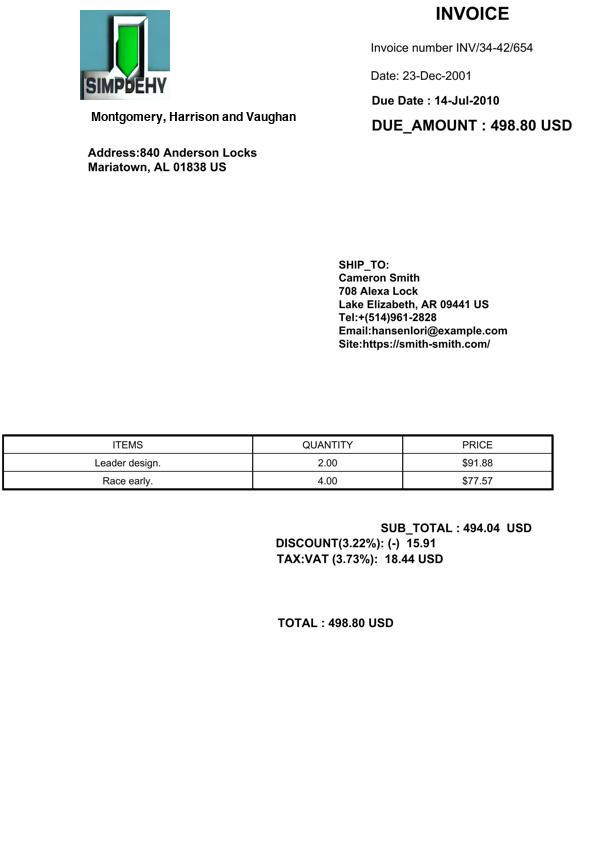 INVOICE
Invoice number INV/34-42/654
Date: 23-Dec-2001
Due Date : 14-Jul-2010
DUE_AMOUNT : 498.80 USD
SIMPDEHY
Montgomery, Harrison and Vaughan
Address:840 Anderson Locks
Mariatown, AL 01838 US
SHIP_TO:
Cameron Smith
708 Alexa Lock
Lake Elizabeth, AR 09441 US
Tel:+(514)961-2828
Email:hansenlori@example.com
Site:https://smith-smith.com/
ITEMS QUANTITY PRICE
Leader design. 2.00 $91.88
Race early. 4.00 $77.57
SUB_TOTAL : 494.04 USD
DISCOUNT(3.22%): (-) 15.91
TAX:VAT (3.73%): 18.44 USD
TOTAL : 498.80 USD